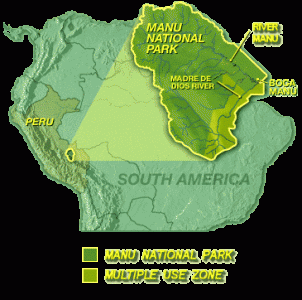 MANU
NATIONAL
PARK
RIVER
MANU
MADRE DE
DIOS RIVER
BOCA
MANU
PERU
SOUTH AMERICA
MANU NATIONAL PARK
MULTIPLE USE ZONE